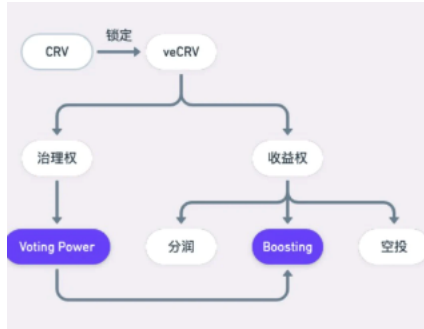 CRV
锁定
veCRV
治理权
收益权
Voting Power
分润
Boosting
空投